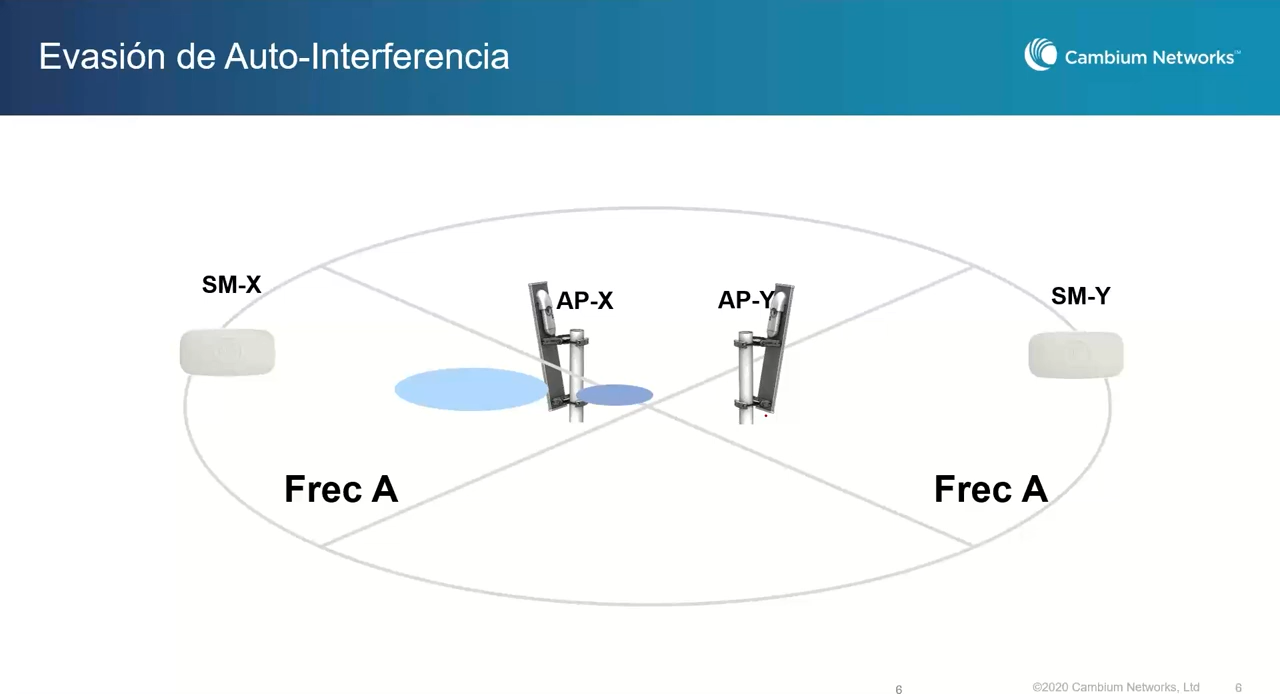 Evasión de Auto-Interferencia
Cambium Networks™
SM-X
AP-X
AP-Y
SM-Y
Frec A
Frec A
6
©2020 Cambium Networks, Ltd
6